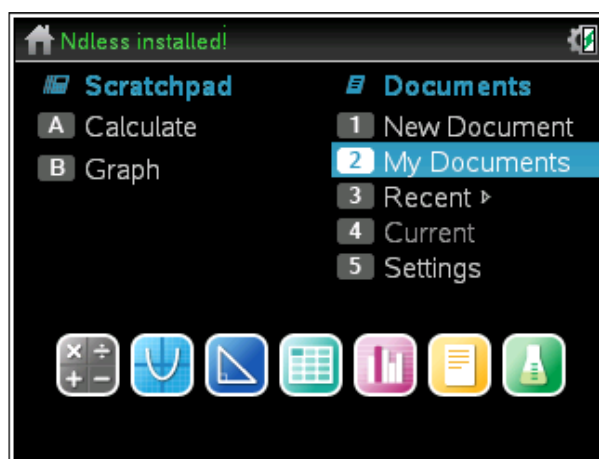 Ndless installed!
Scratchpad
A Calculate
B Graph
Documents
1 New Document
2 My Documents
3 Recent ▹
4 Current
5 Settings